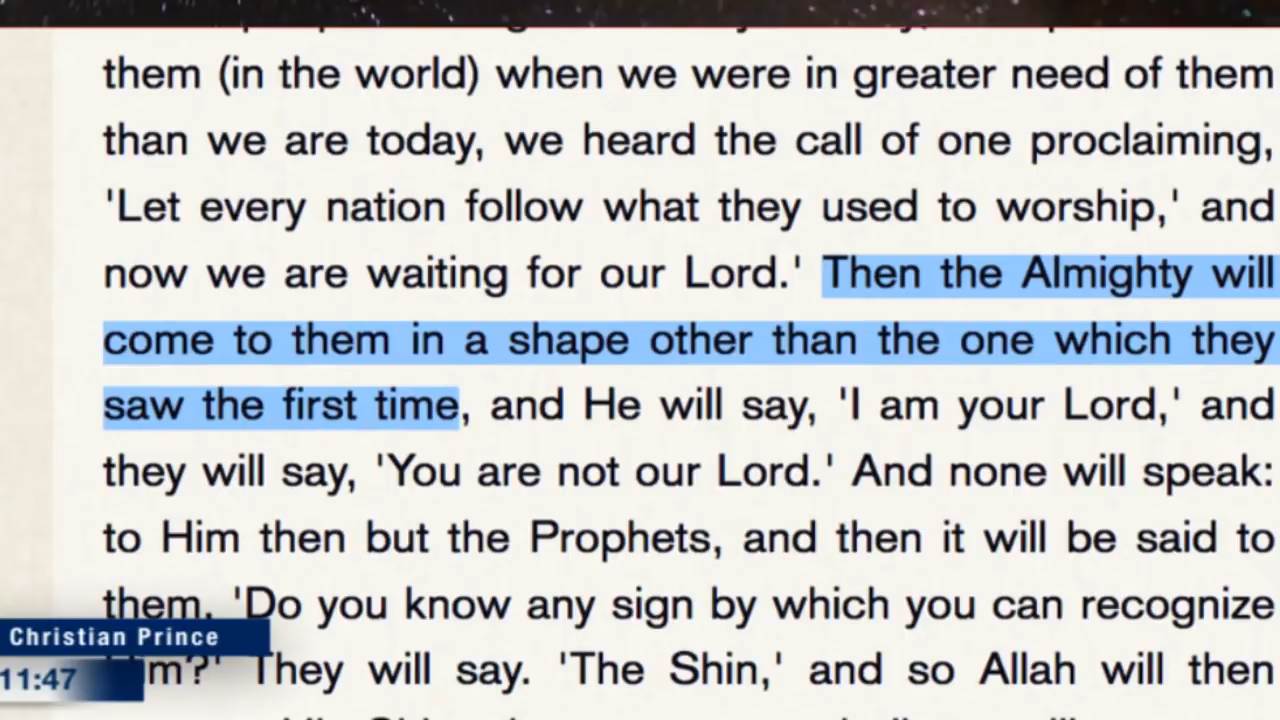 them (in the world) when we were in greater need of them
than we are today, we heard the call of one proclaiming,
'Let every nation follow what they used to worship,' and
now we are waiting for our Lord.' Then the Almighty will
come to them in a shape other than the one which they
saw the first time, and He will say, 'I am your Lord,' and
they will say, 'You are not our Lord.' And none will speak:
to Him then but the Prophets, and then it will be said to
them, 'Do you know any sign by which you can recognize
They will say. 'The Shin,' and so Allah will then
Christian Prince
11:47